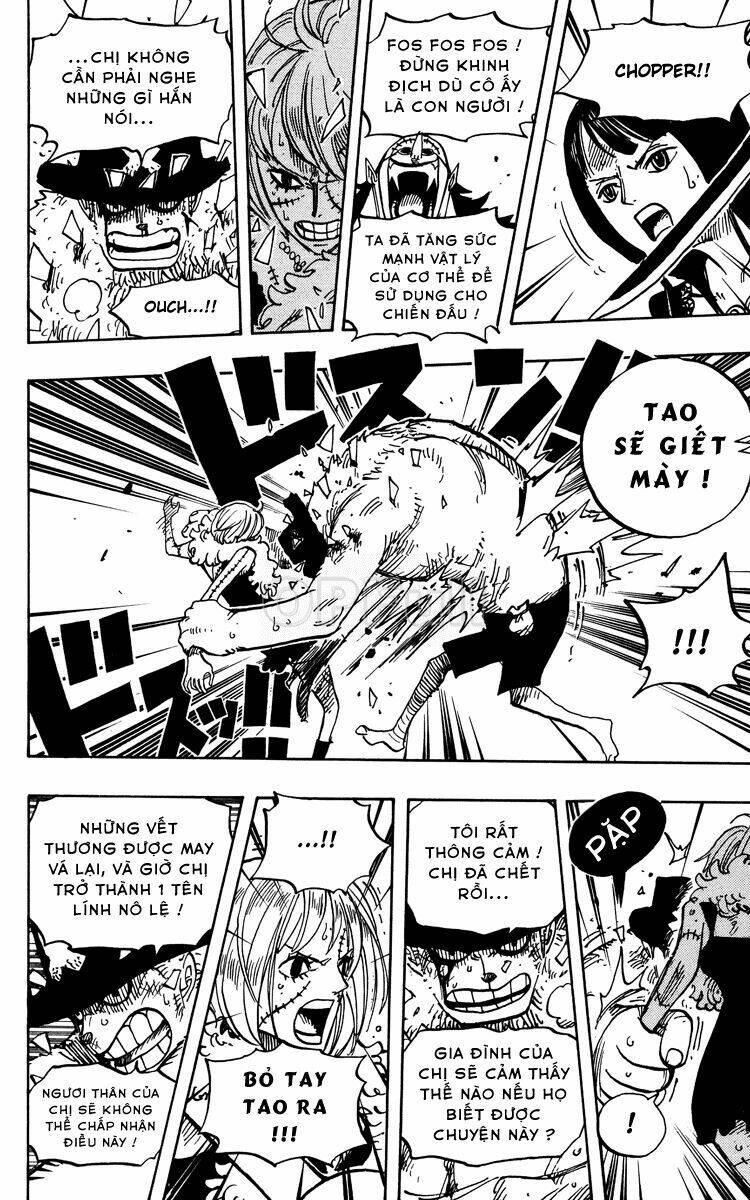 ...CHỊ KHÔNG
CẦN PHẢI NGHE
NHỮNG GÌ HẮN
NÓI...
OUCH...!!
FOS FOS FOS !
ĐỪNG KHINH
ĐỊCH DÙ CÔ ẤY
LÀ CON NGƯỜI !
TA ĐÃ TĂNG SỨC
MẠNH VẬT LÝ
CỦA CƠ THỂ ĐỂ
SỬ DỤNG CHO
CHIẾN ĐẤU !
CHOPPER!!
ドスン!!
TAO
SẼ GIẾT
MÀY !
!!!
ドドドッ!!
NHỮNG VẾT
THƯƠNG ĐƯỢC MAY
VÁ LẠI, VÀ GIỜ CHỊ
TRỞ THÀNH 1 TÊN
LÍNH NÔ LỆ !
NGƯƠI THÂN CỦA
CHỊ SẼ KHÔNG
THỂ CHẤP NHẬN
ĐIỀU NÀY !
...!!
BỎ TAY
TAO RA
!!!
TÔI RẤT
THÔNG CẢM !
CHỊ ĐÃ CHẾT
RỒI...
GIA ĐÌNH CỦA
CHỊ SẼ CẢM THẤY
THẾ NÀO NẾU HỌ
BIẾT ĐƯỢC
CHUYỆN NÀY ?
PẶP
!